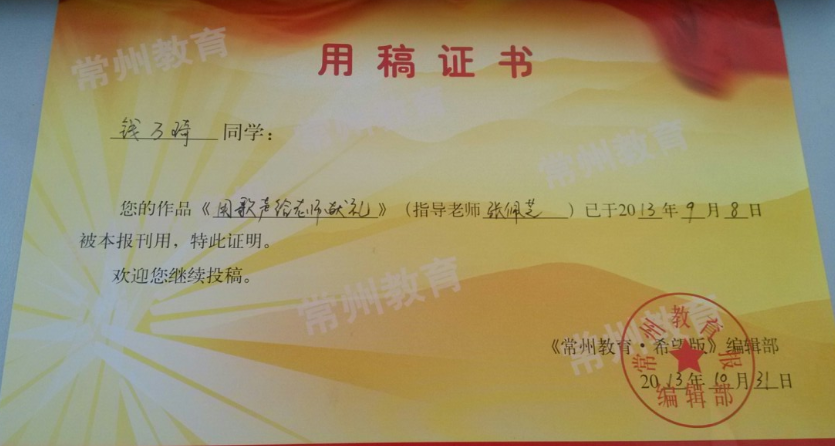 用稿证书
钱乃琦 同学：
您的作品《用歌声给老师献礼》（指导老师 张佩芝 ）已于2013年9月8日
被本报刊用，特此证明。
欢迎您继续投稿。
《常州教育·希望版》编辑部
2013年10月31日
常州教育报
编辑部
常州教育
常州教育
常州教育
常州教育